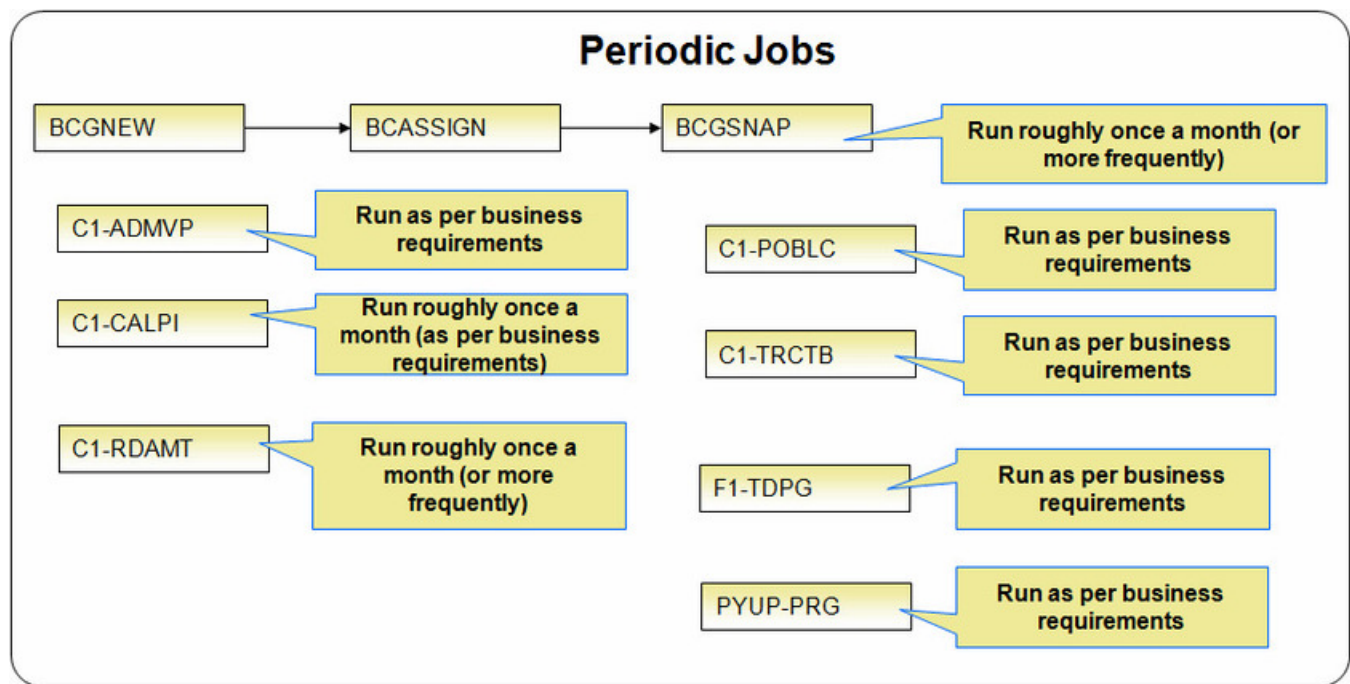 Periodic Jobs
BCGNEW
BCASSIGN
BCGSNAP
Run roughly once a month (or
more frequently)
C1-ADMVP
Run as per business
requirements
C1-POBLC
Run as per business
requirements
C1-CALPI
Run roughly once a
month (as per business
requirements)
C1-TRCTB
Run as per business
requirements
C1-RDAMT
Run roughly once a
month (or more
frequently)
F1-TDPG
Run as per business
requirements
PYUP-PRG
Run as per business
requirements